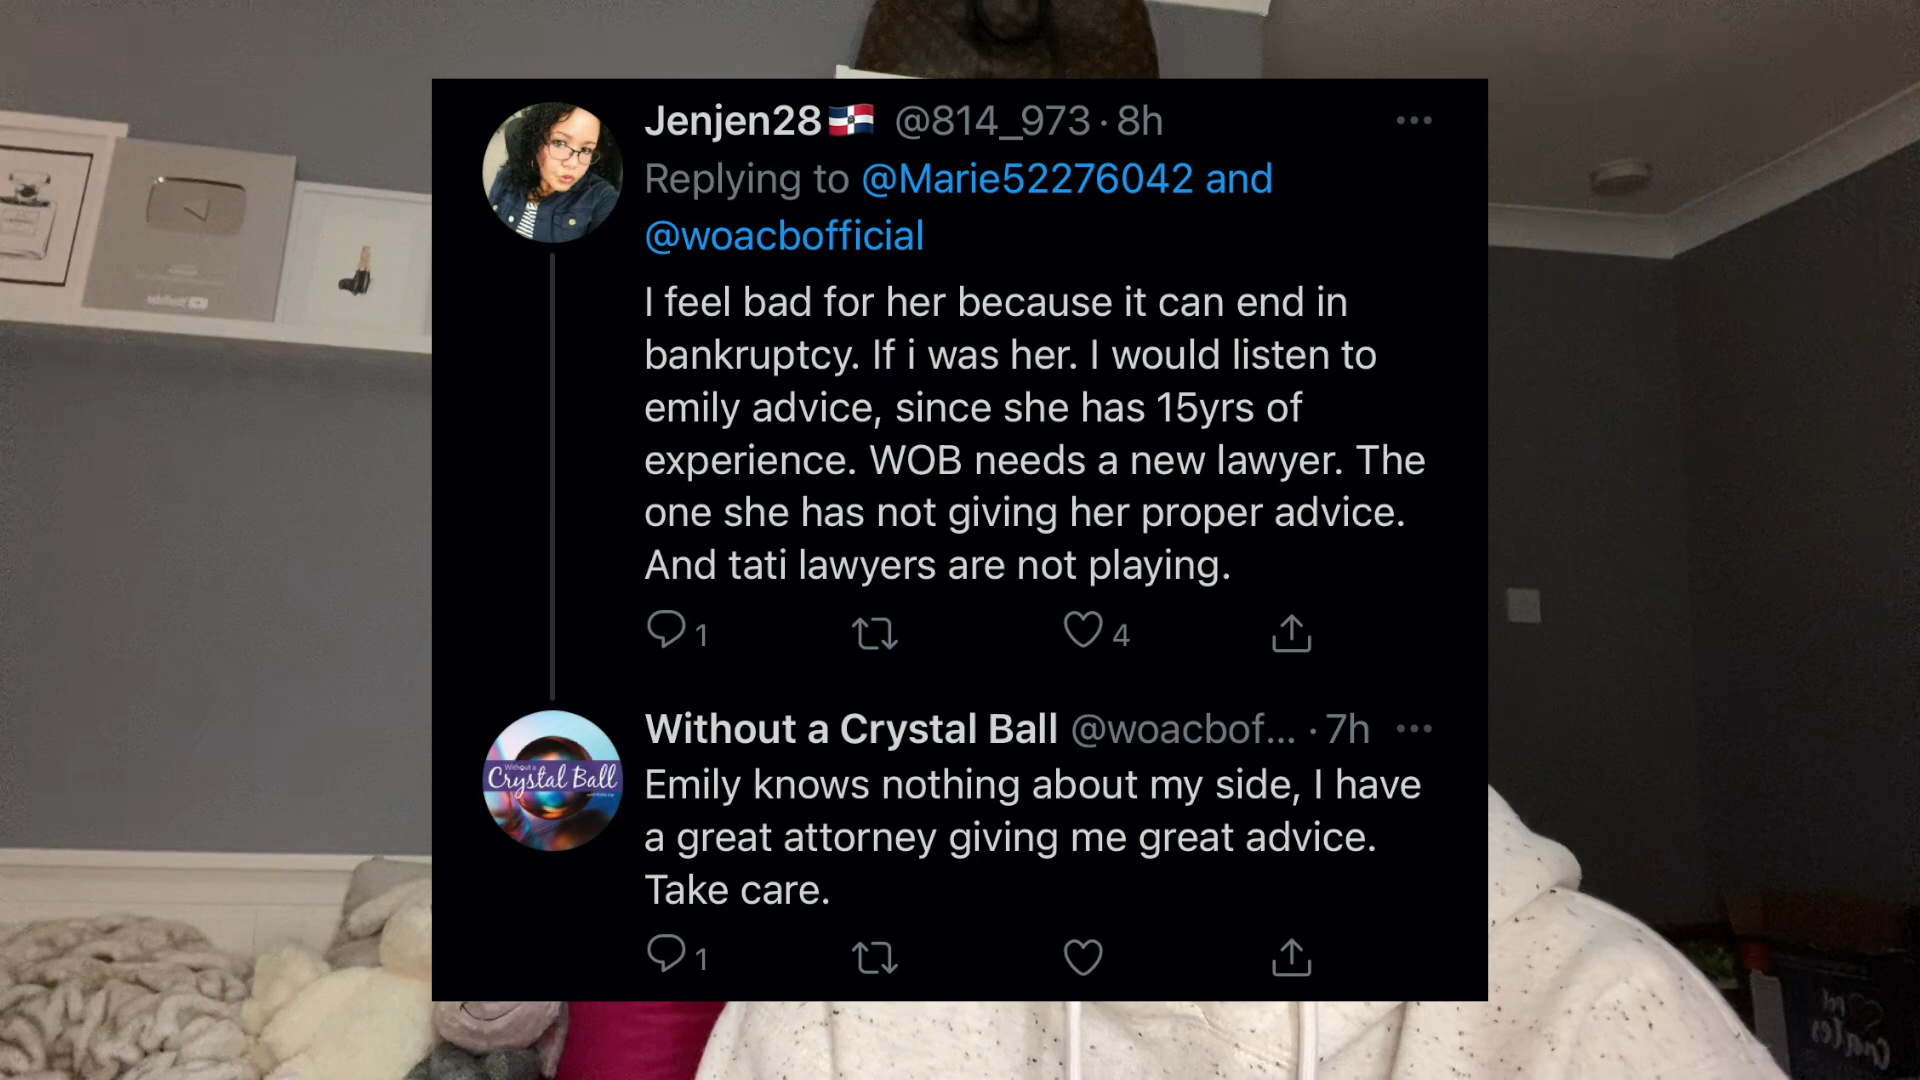 Jenjen28🇩🇴 @814_973 · 8h
Replying to @Marie52276042 and
@woacbofficial
I feel bad for her because it can end in
bankruptcy. If i was her. I would listen to
emily advice, since she has 15yrs of
experience. WOB needs a new lawyer. The
one she has not giving her proper advice.
And tati lawyers are not playing.
1
4
Without a Crystal Ball @woacbof... · 7h
Without a
Crystal Ball
Emily knows nothing about my side, I have
a great attorney giving me great advice.
Take care.
1